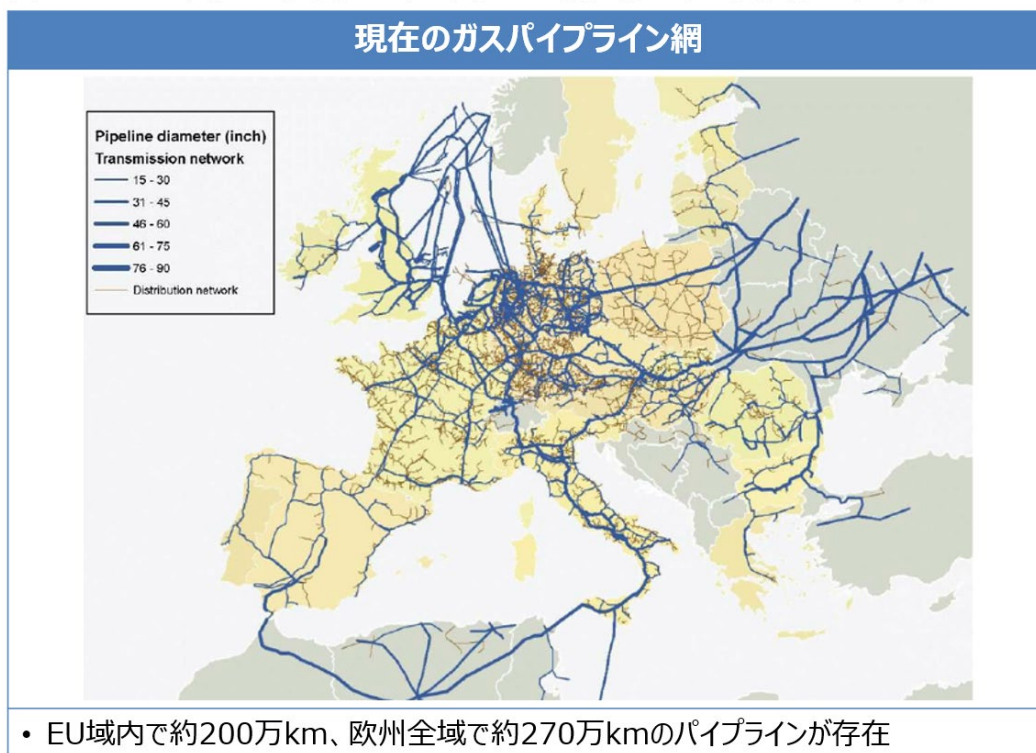 現在のガスパイプライン網
Pipeline diameter (inch)
Transmission network
15 - 30
31 - 45
46 - 60
61 - 75
76 - 90
Distribution network
• EU域内で約200万km、欧州全域で約270万kmのパイプラインが存在